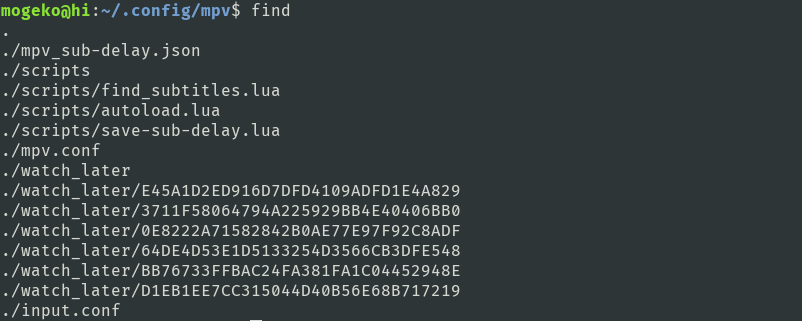 mogeko@hi:~/.config/mpv$ find
.
./mpv_sub-delay.json
./scripts
./scripts/find_subtitles.lua
./scripts/autoload.lua
./scripts/save-sub-delay.lua
./mpv.conf
./watch_later
./watch_later/E45A1D2ED916D7DFD4109ADFD1E4A829
./watch_later/3711F58064794A225929BB4E40406BB0
./watch_later/0E8222A71582842B0AE77E97F92C8ADF
./watch_later/64DE4D53E1D5133254D3566CB3DFE548
./watch_later/BB76733FFBAC24FA381FA1C04452948E
./watch_later/D1EB1EE7CC315044D40B56E68B717219
./input.conf